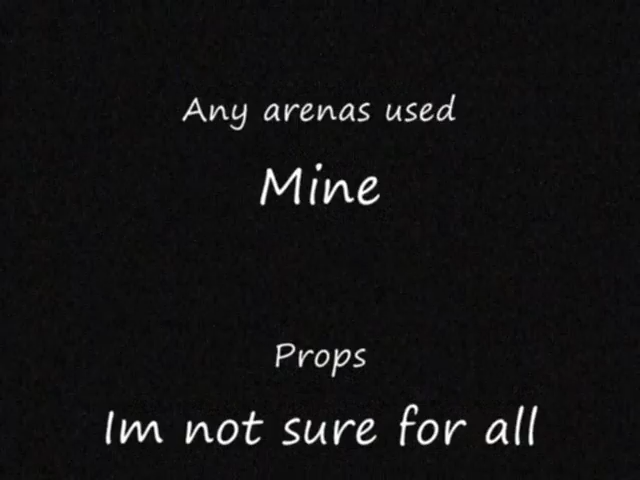 Any arenas used
Mine
Props
Im not sure for all